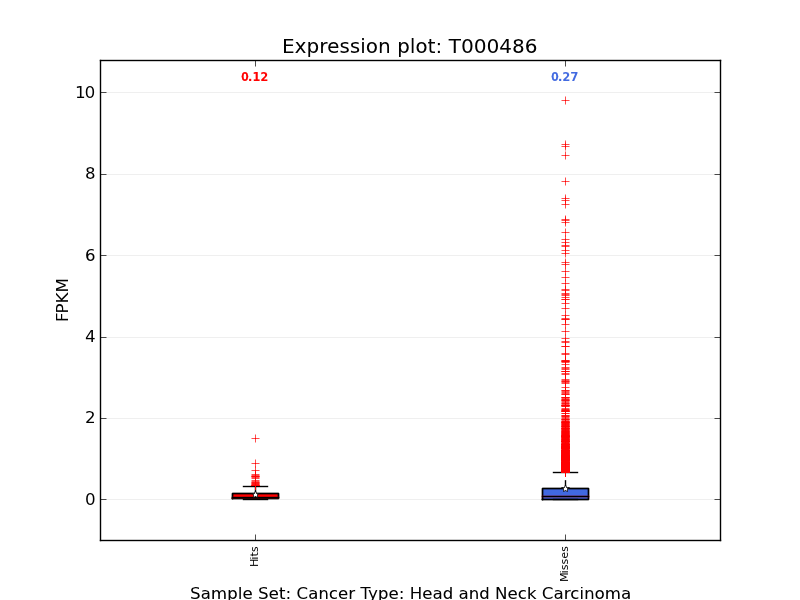 Expression plot: T000486
0.12
0.27
10
8
6
4
2
0
FPKM
Hits
Misses
Sample Set: Cancer Type: Head and Neck Carcinoma